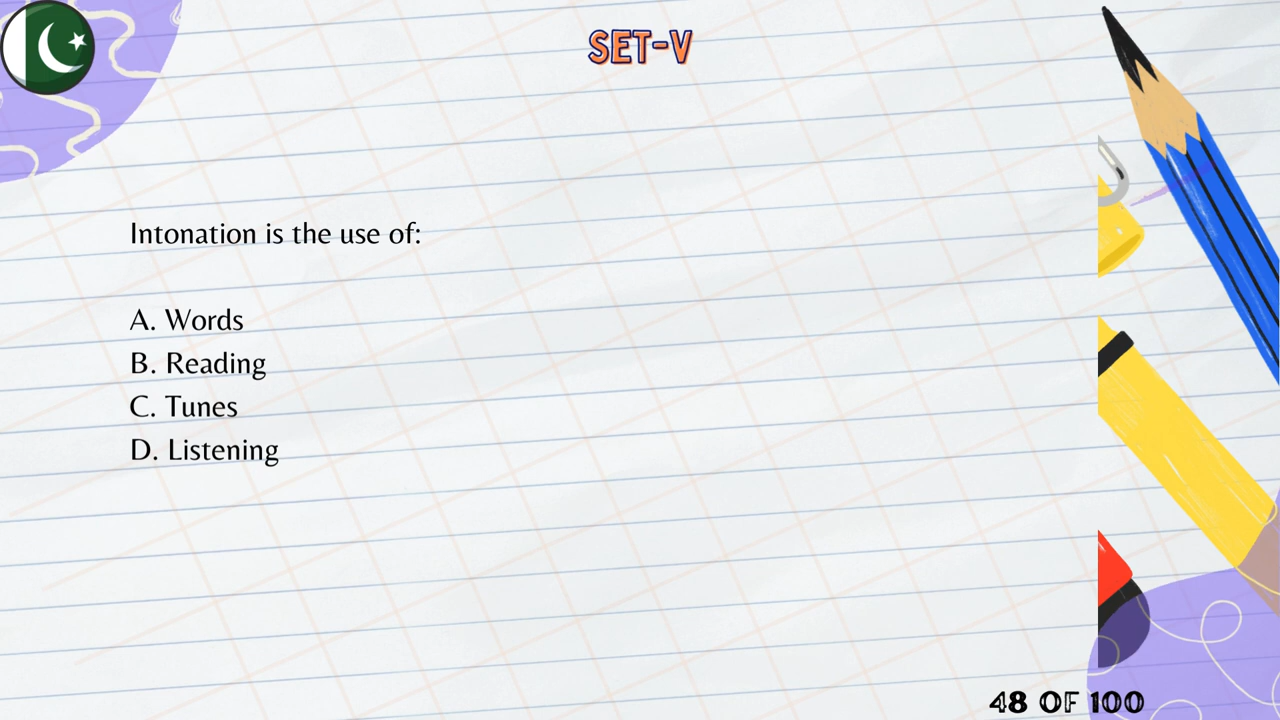 SET-V
Intonation is the use of:
A. Words
B. Reading
C. Tunes
D. Listening
48 OF 100